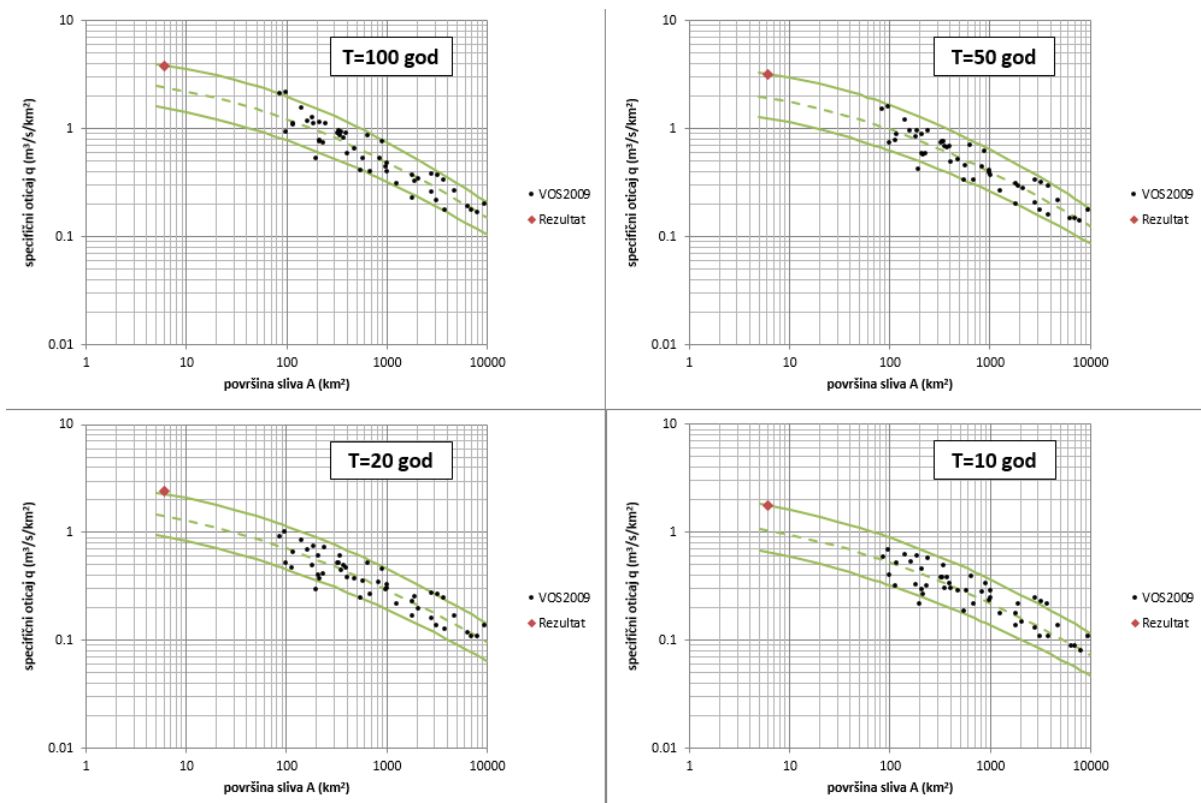 10
T=100 god
1
0.1
0.01
specifični oticaj q (m³/s/km²)
1 10 100 1000 10000
površina sliva A (km²)
• VOS2009
◆ Rezultat
10
T=50 god
1
0.1
0.01
specifični oticaj q (m³/s/km²)
1 10 100 1000 10000
površina sliva A (km²)
• VOS2009
◆ Rezultat
10
T=20 god
1
0.1
0.01
specifični oticaj q (m³/s/km²)
1 10 100 1000 10000
površina sliva A (km²)
• VOS2009
◆ Rezultat
10
T=10 god
1
0.1
0.01
specifični oticaj q (m³/s/km²)
1 10 100 1000 10000
površina sliva A (km²)
• VOS2009
◆ Rezultat